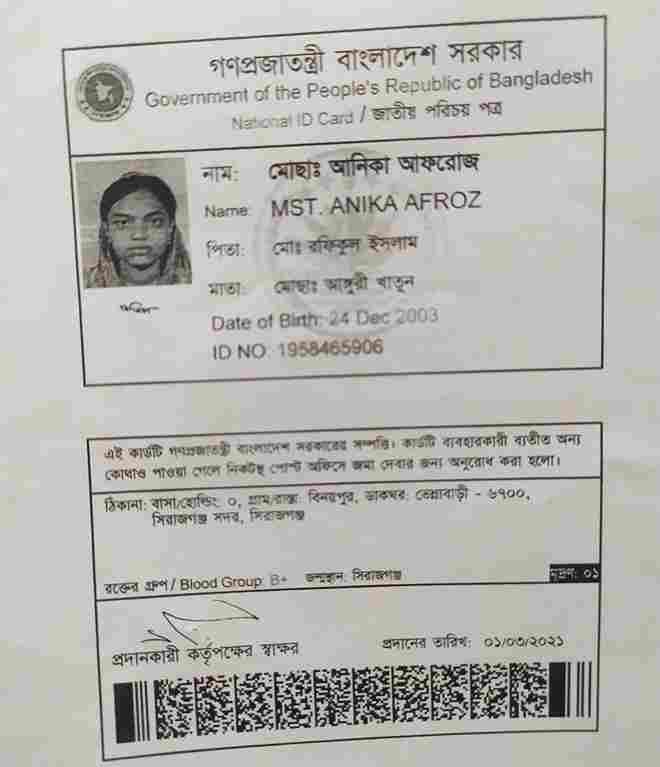 গণপ্রজাতন্ত্রী বাংলাদেশ সরকার
Government of the People's Republic of Bangladesh
National ID Card / জাতীয় পরিচয় পত্র
নাম: মোছাঃ আনিকা আফরোজ
Name: MST. ANIKA AFROZ
পিতা: মোঃ রফিকুল ইসলাম
মাতা: মোছাঃ আঙ্গুরী খাতুন
Date of Birth: 24 Dec 2003
ID NO: 1958465906
এই কার্ডটি গণপ্রজাতন্ত্রী বাংলাদেশ সরকারের সম্পত্তি। কার্ডটি ব্যবহারকারী ব্যতীত অন্য
কোথাও পাওয়া গেলে নিকটস্থ পোস্ট অফিসে জমা দেবার জন্য অনুরোধ করা হলো।
ঠিকানা: বাসা/হোল্ডিং: ০, গ্রাম/রাস্তা: বিনয়পুর, ডাকঘর: তেল্লাবাড়ী - ৬৭০০,
সিরাজগঞ্জ সদর, সিরাজগঞ্জ
রক্তের গ্রুপ / Blood Group: B+ জন্মস্থান: সিরাজগঞ্জ মুদ্রণ: ০১
প্রদানকারী কর্তৃপক্ষের স্বাক্ষর প্রদানের তারিখ: ০১/০৩/২০২১